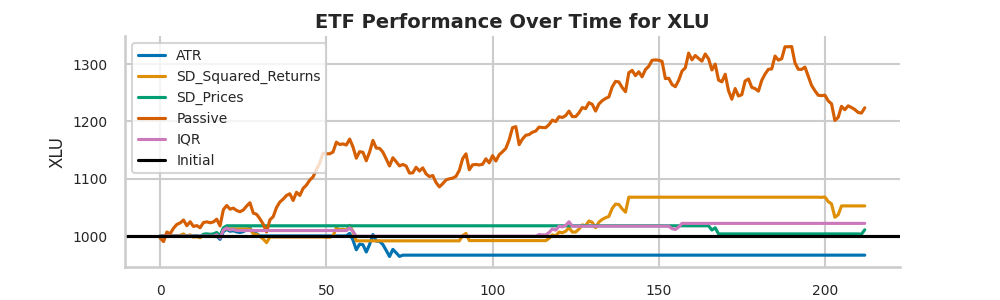 ETF Performance Over Time for XLU
XLU
1300
1200
1100
1000
ATR
SD_Squared_Returns
SD_Prices
Passive
IQR
Initial
0
50
100
150
200